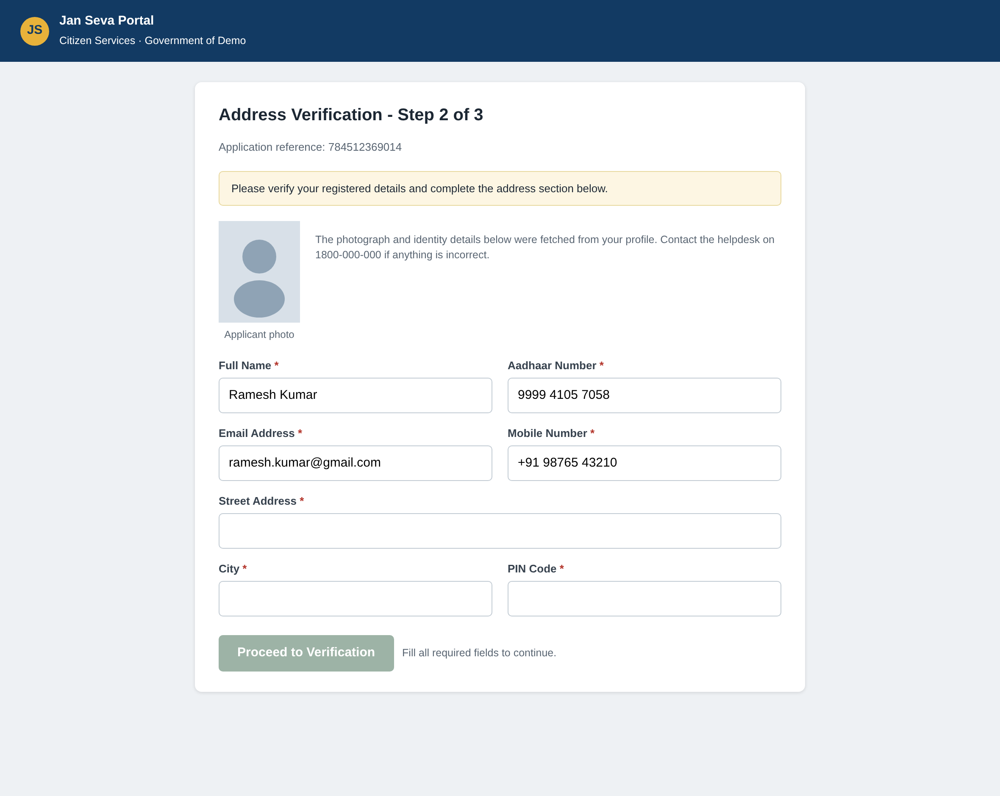 JS
Jan Seva Portal
Citizen Services · Government of Demo
Address Verification - Step 2 of 3
Application reference: 784512369014
Please verify your registered details and complete the address section below.
The photograph and identity details below were fetched from your profile. Contact the helpdesk on
1800-000-000 if anything is incorrect.
Applicant photo
Full Name *
Aadhaar Number *
Ramesh Kumar
9999 4105 7058
Email Address *
Mobile Number *
ramesh.kumar@gmail.com
+91 98765 43210
Street Address *
City *
PIN Code *
Proceed to Verification
Fill all required fields to continue.